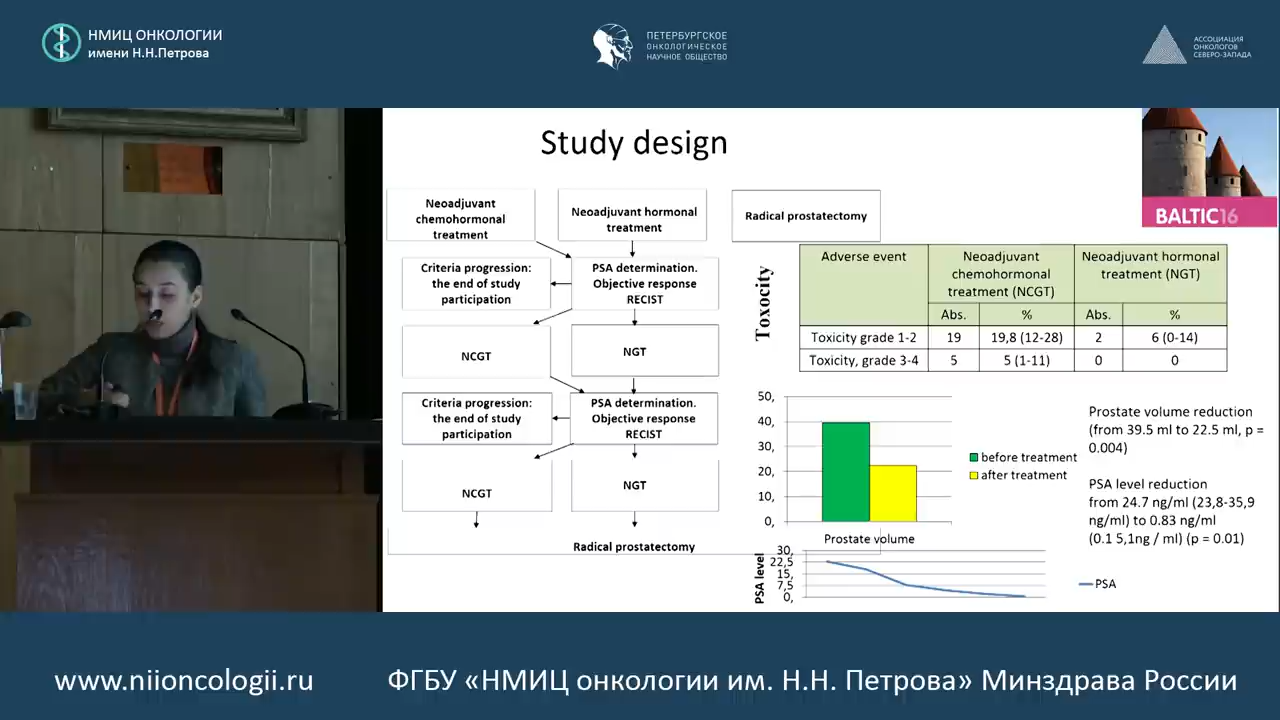 НМИЦ ОНКОЛОГИИ
имени Н.Н.Петрова
ПЕТЕРБУРГСКОЕ
ОНКОЛОГИЧЕСКОЕ
НАУЧНОЕ ОБЩЕСТВО
АССОЦИАЦИЯ
ОНКОЛОГОВ
СЕВЕРО-ЗАПАДА
Study design
BALTIC16
Neoadjuvant
chemohormonal
treatment
Neoadjuvant hormonal
treatment
Radical prostatectomy
Criteria progression:
the end of study
participation
PSA determination.
Objective response
RECIST
NCGT
NGT
Criteria progression:
the end of study
participation
PSA determination.
Objective response
RECIST
NCGT
NGT
Radical prostatectomy
Toxocity
Adverse event
Neoadjuvant
chemohormonal
treatment (NCGT)
Neoadjuvant hormonal
treatment (NGT)
Abs. % Abs. %
Toxicity grade 1-2 19 19,8 (12-28) 2 6 (0-14)
Toxicity, grade 3-4 5 5 (1-11) 0 0
50,
40,
30,
20,
10,
0,
Prostate volume
before treatment
after treatment
Prostate volume reduction
(from 39.5 ml to 22.5 ml, p =
0.004)
PSA level reduction
from 24.7 ng/ml (23,8-35,9
ng/ml) to 0.83 ng/ml
(0.1 5,1ng / ml) (p = 0.01)
PSA level
30,
22,5
15,
7,5
0,
PSA
www.niioncologii.ru
ФГБУ «НМИЦ онкологии им. Н.Н. Петрова» Минздрава России